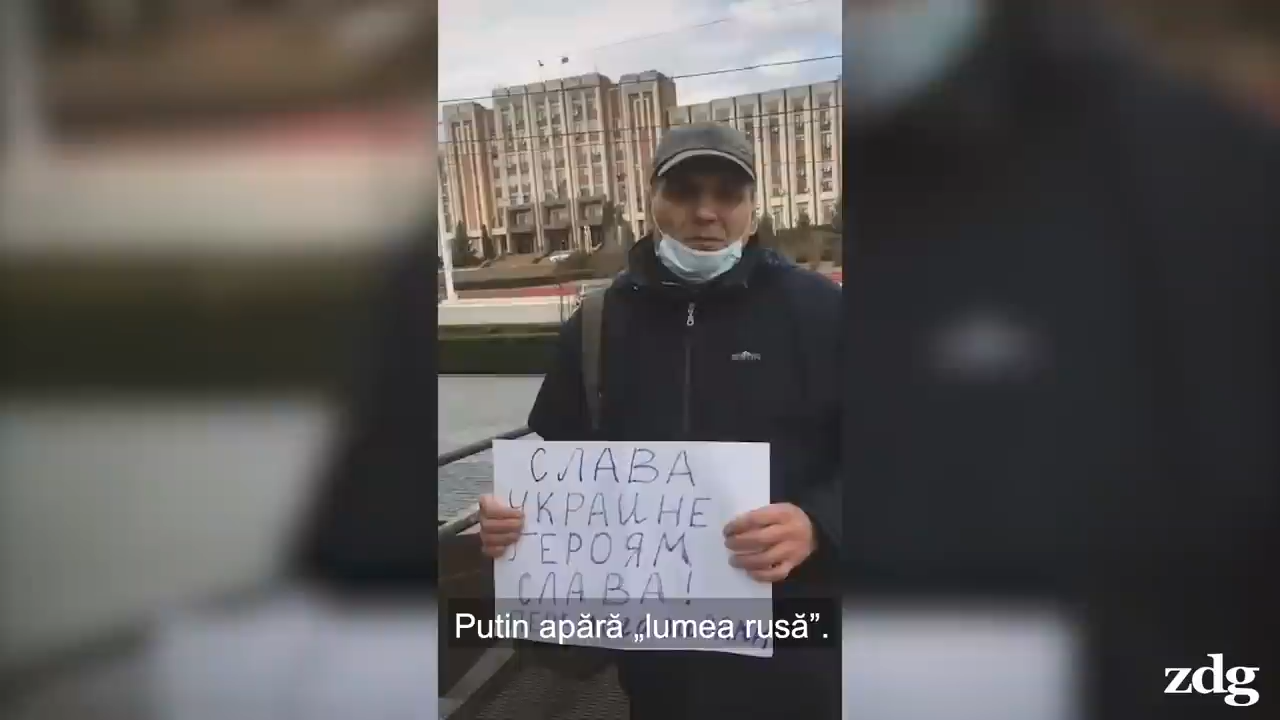 СЛАВА
УКРАИНЕ
ГЕРОЯМ
СЛАВА!
Putin apără „lumea rusă”.
zdg